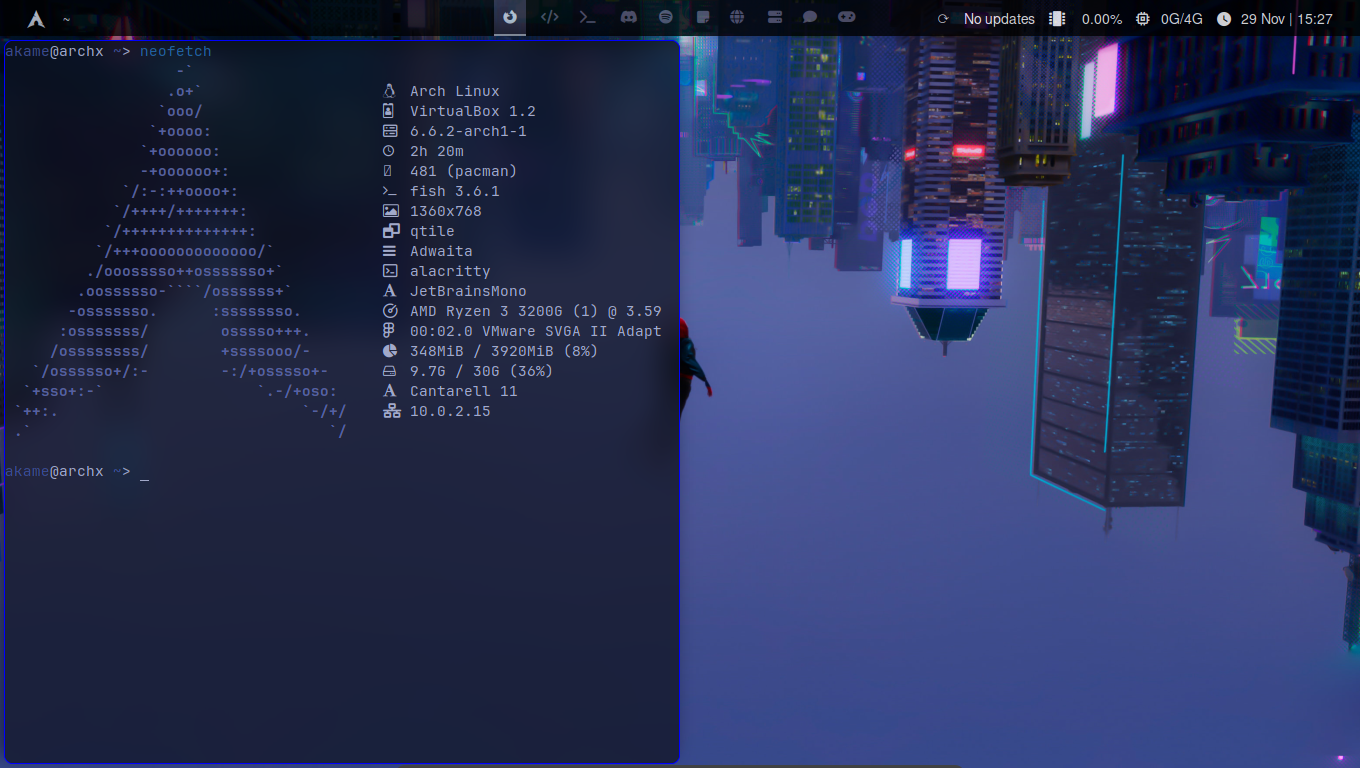 ~ No updates 0.00% 0G/4G 29 Nov | 15:27
akame@archx ~> neofetch
-`
.o+` Arch Linux
`ooo/ VirtualBox 1.2
`+oooo: 6.6.2-arch1-1
`+oooooo: 2h 20m
-+oooooo+: 481 (pacman)
`/:-:++oooo+: fish 3.6.1
`/++++/+++++++: 1360x768
`/++++++++++++++: qtile
`/+++ooooooooooooo/` Adwaita
./ooosssso++osssssso+` alacritty
.oossssso-````/ossssss+` JetBrainsMono
-osssssso. :ssssssso. AMD Ryzen 3 3200G (1) @ 3.59
:osssssss/ osssso+++. 00:02.0 VMware SVGA II Adapt
/ossssssss/ +ssssooo/- 348MiB / 3920MiB (8%)
`/ossssso+/:- -:/+osssso+- 9.7G / 30G (36%)
`+sso+:-` `.-/+oso: Cantarell 11
`++:. `-/+/ 10.0.2.15
.` `/
akame@archx ~> _